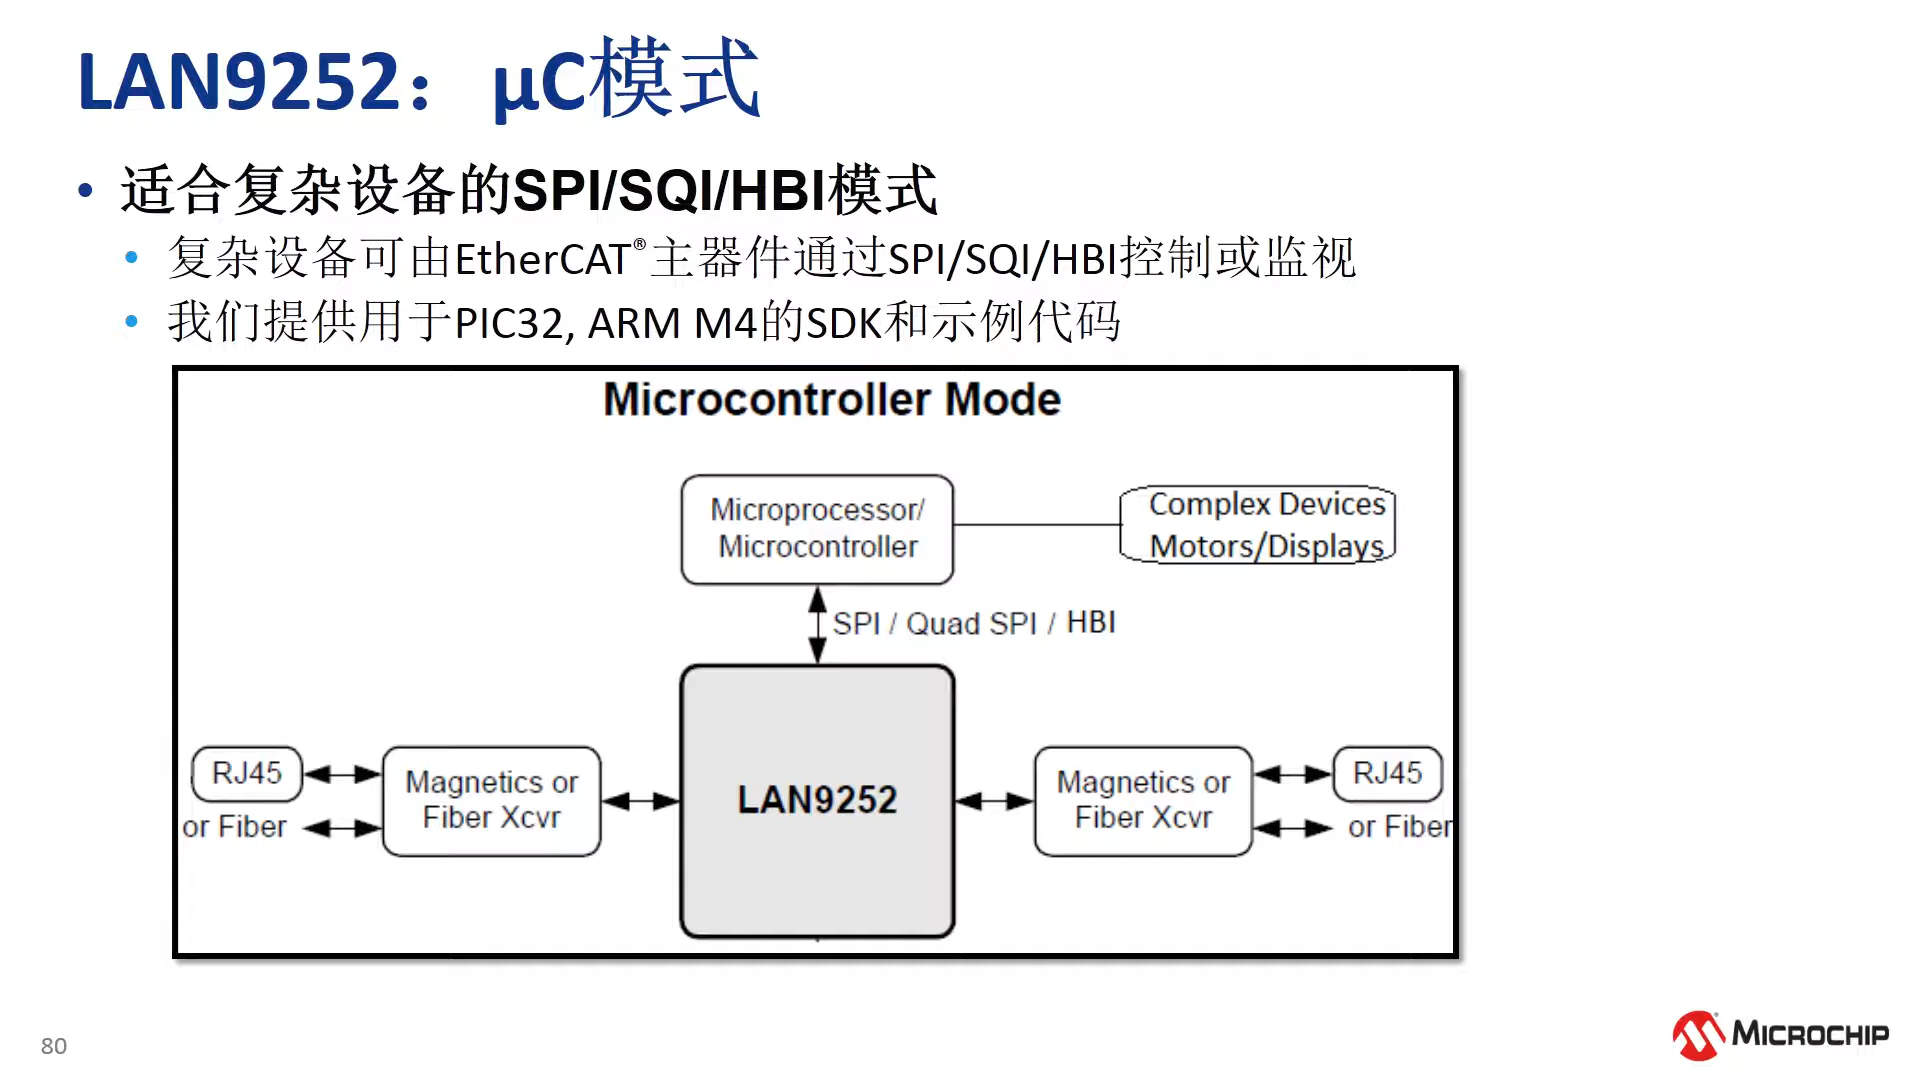 LAN9252： µC模式
• 适合复杂设备的SPI/SQI/HBI模式
• 复杂设备可由EtherCAT®主器件通过SPI/SQI/HBI控制或监视
• 我们提供用于PIC32, ARM M4的SDK和示例代码
Microcontroller Mode
Microprocessor/
Microcontroller
Complex Devices
Motors/Displays
SPI / Quad SPI / HBI
RJ45
or Fiber
Magnetics or
Fiber Xcvr
LAN9252
Magnetics or
Fiber Xcvr
RJ45
or Fiber
80
MICROCHIP